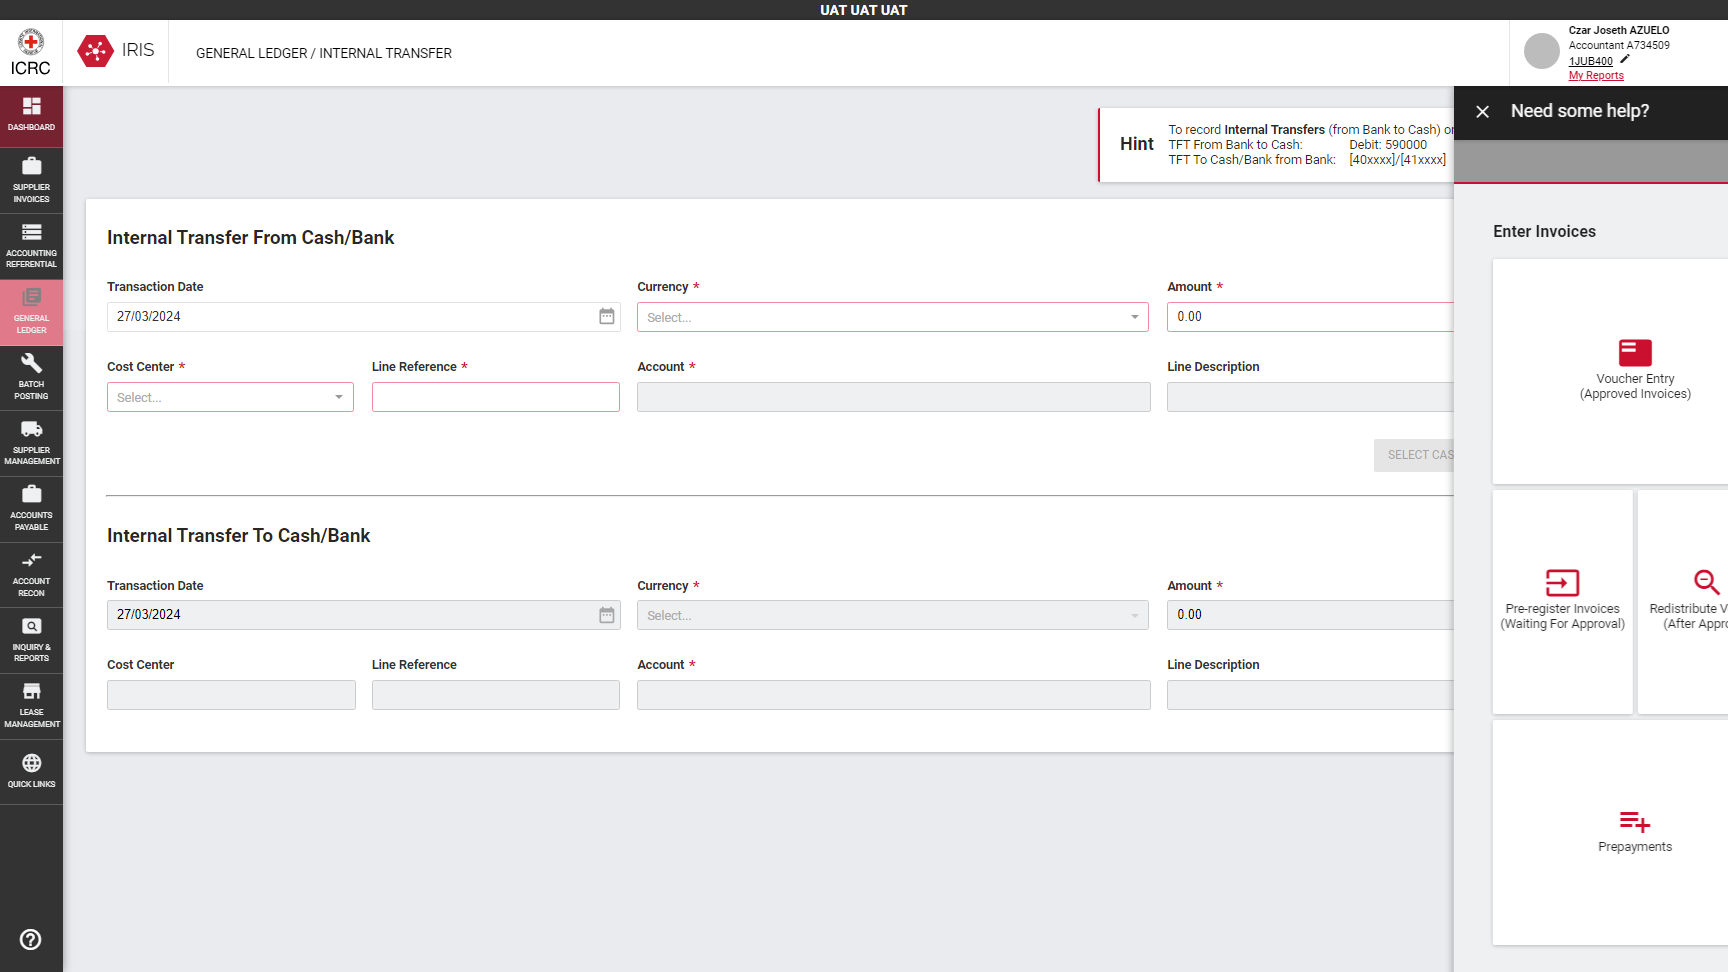 UAT UAT UAT
ICRC
IRIS
GENERAL LEDGER / INTERNAL TRANSFER
Czar Joseth AZUELO
Accountant A734509
1JUB400
My Reports
DASHBOARD
SUPPLIER
INVOICES
ACCOUNTING
REFERENTIAL
GENERAL
LEDGER
BATCH
POSTING
SUPPLIER
MANAGEMENT
ACCOUNTS
PAYABLE
ACCOUNT
RECON
INQUIRY &
REPORTS
LEASE
MANAGEMENT
QUICK LINKS
Hint
To record Internal Transfers (from Bank to Cash) or
TFT From Bank to Cash: Debit: 590000
TFT To Cash/Bank from Bank: [40xxxx]/[41xxxx]
Internal Transfer From Cash/Bank
Transaction Date
Currency *
Amount *
27/03/2024
Select...
0.00
Cost Center *
Line Reference *
Account *
Line Description
Select...
SELECT CAS
Internal Transfer To Cash/Bank
Transaction Date
Currency *
Amount *
27/03/2024
Select...
0.00
Cost Center
Line Reference
Account *
Line Description
Need some help?
Enter Invoices
Voucher Entry
(Approved Invoices)
Pre-register Invoices
(Waiting For Approval)
Redistribute V
(After Appro
Prepayments